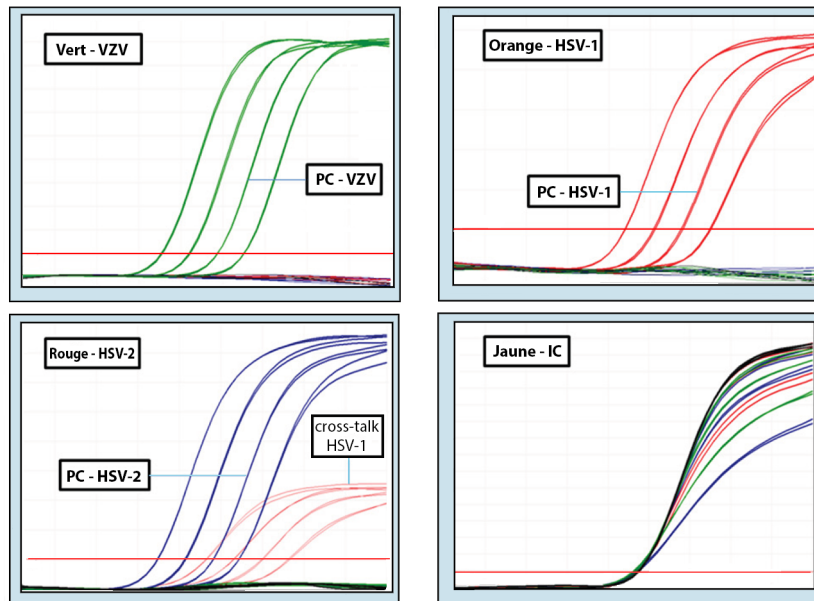 Vert - VZV
PC - VZV
Orange - HSV-1
PC - HSV-1
Rouge - HSV-2
cross-talk
HSV-1
PC - HSV-2
Jaune - IC